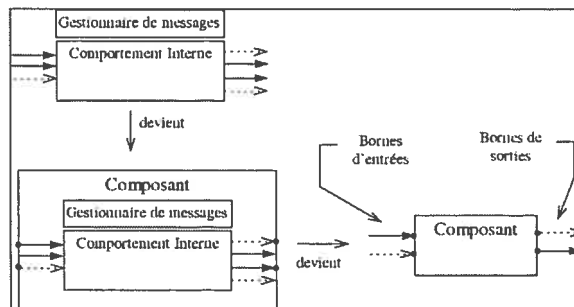 Gestionnaire de messages
Comportement Interne
devient
Composant
Gestionnaire de messages
Comportement Interne
devient
Bornes
d'entrées
Bornes de
sorties
Composant